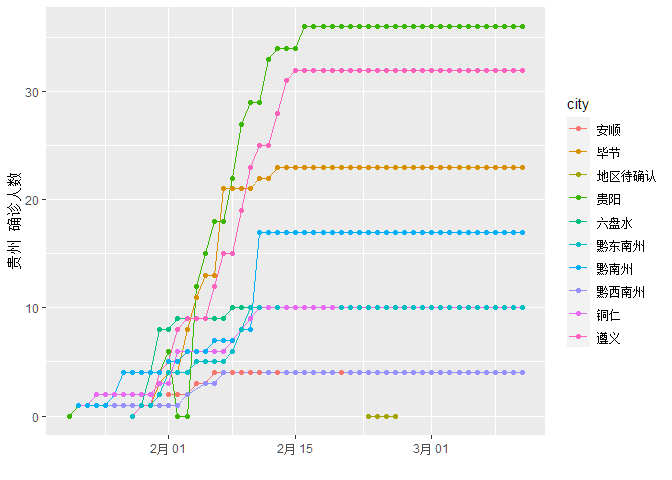 贵州 确诊人数
30
20
10
0
2月 01
2月 15
3月 01
city
安顺
毕节
地区待确认
贵阳
六盘水
黔东南州
黔南州
黔西南州
铜仁
遵义